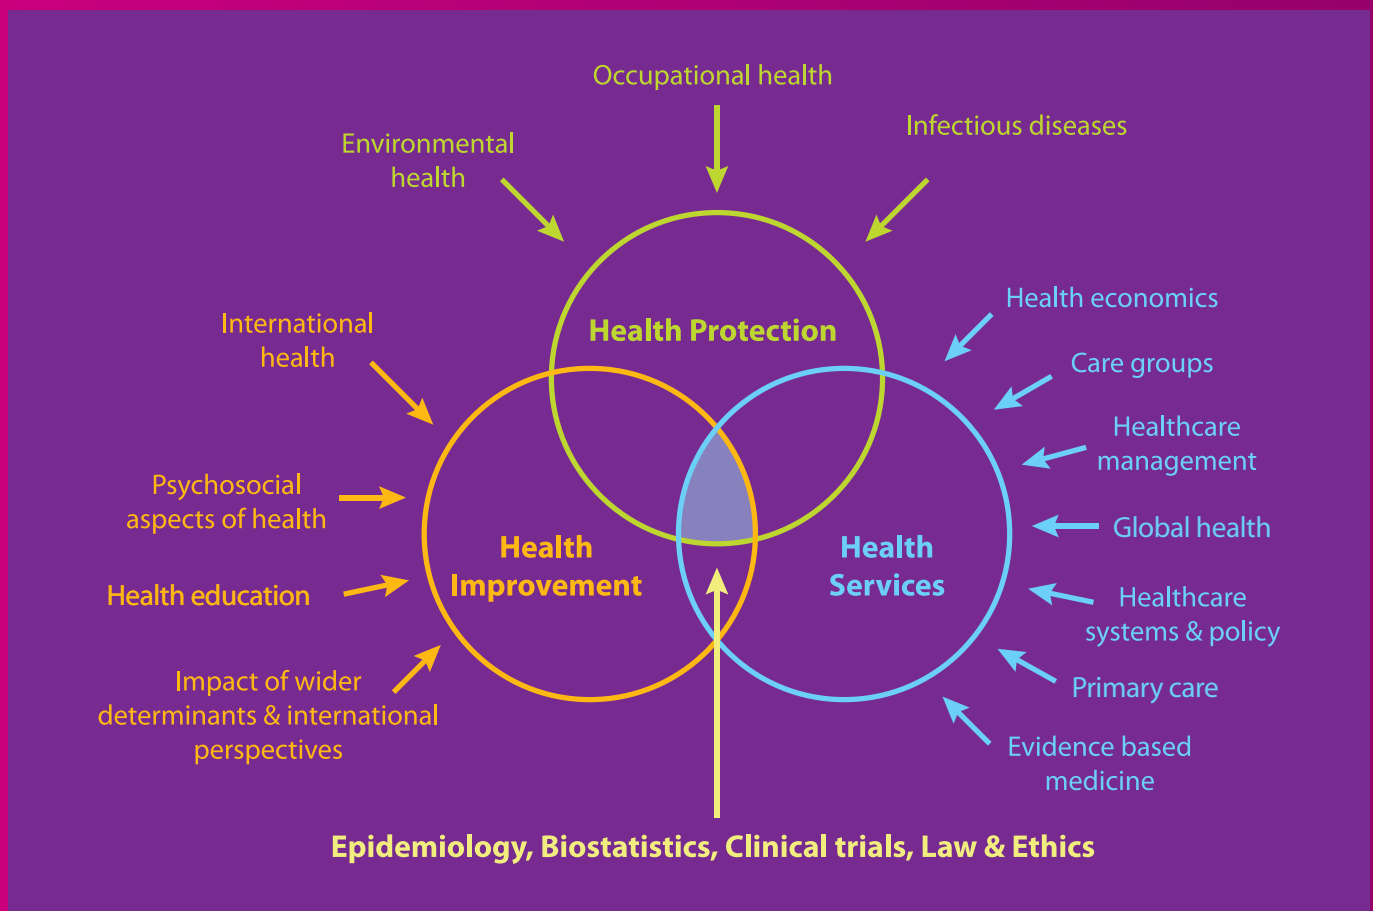 Occupational health
Infectious diseases
Environmental
health
Health economics
International
health
Health Protection
Care groups
Healthcare
management
Psychosocial
aspects of health
Global health
Health
Improvement
Health
Services
Health education
Healthcare
systems & policy
Impact of wider
determinants & international
perspectives
Primary care
Evidence based
medicine
Epidemiology, Biostatistics, Clinical trials, Law & Ethics